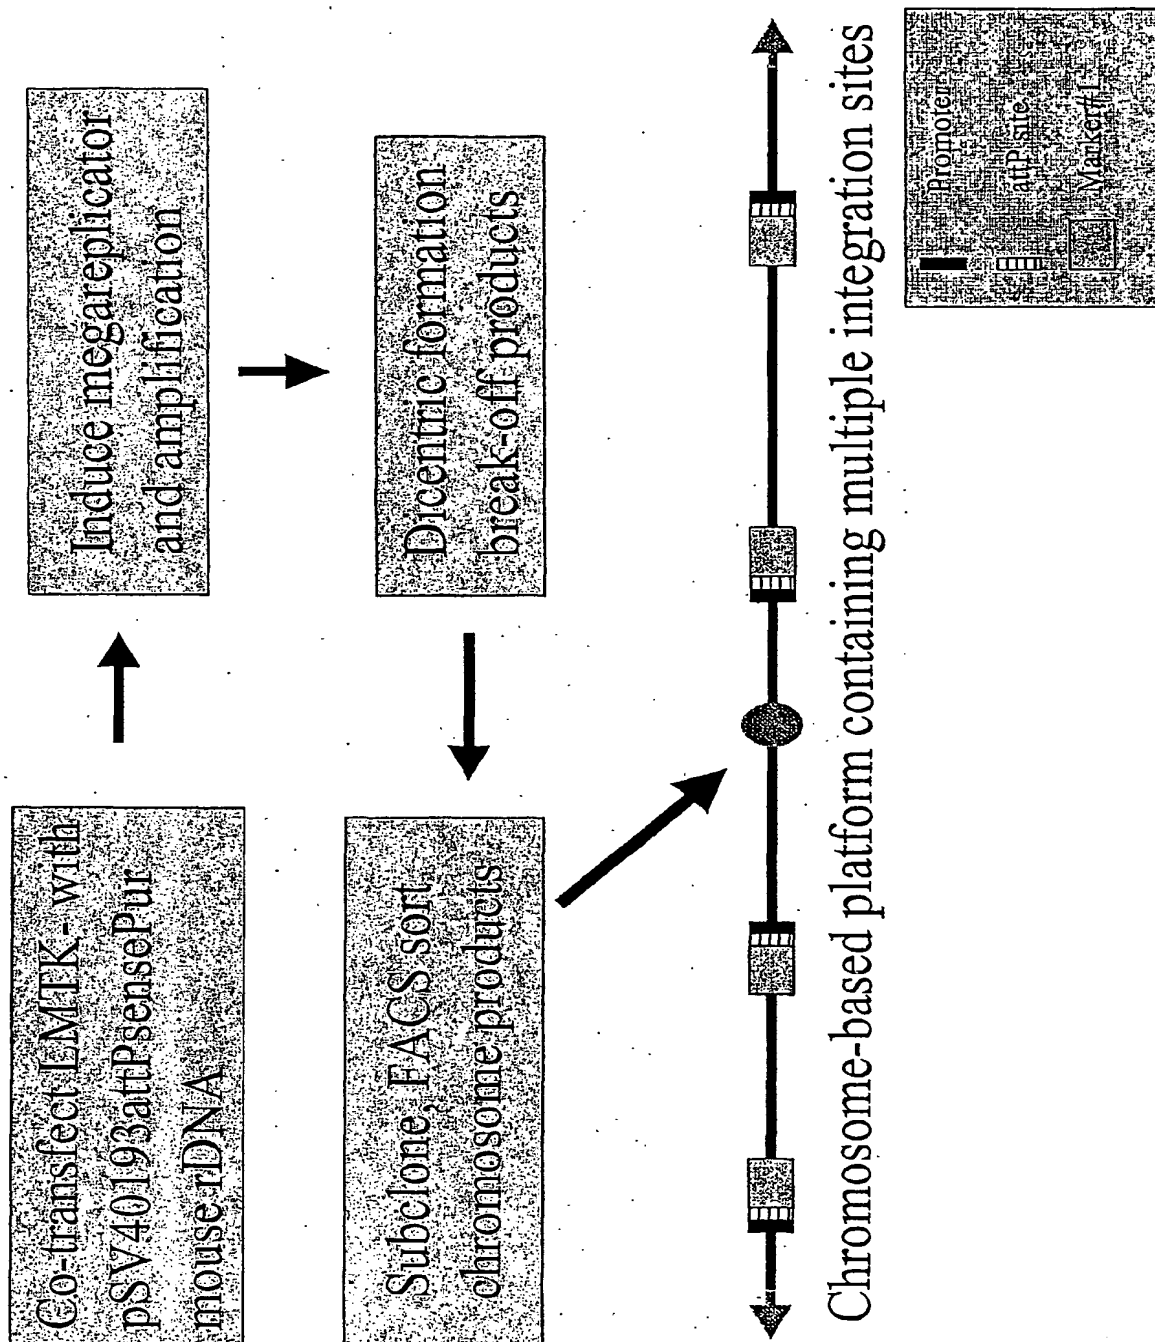 Co-transfect LMTK- with
pSV40193attPsensePur
mouse rDNA
Induce megareplicator
and amplification
Dicentric formation
break-off products
Subclone, FACS sort
chromosome products
Chromosome-based platform containing multiple integration sites
Promoter
attP site
Marker#1